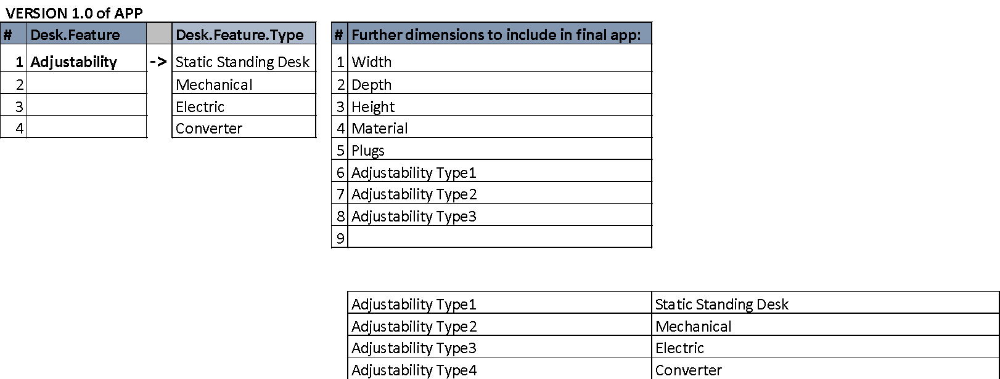 VERSION 1.0 of APP
# Desk.Feature Desk.Feature.Type
1 Adjustability -> Static Standing Desk
2 Mechanical
3 Electric
4 Converter
# Further dimensions to include in final app:
1 Width
2 Depth
3 Height
4 Material
5 Plugs
6 Adjustability Type1
7 Adjustability Type2
8 Adjustability Type3
9
Adjustability Type1 Static Standing Desk
Adjustability Type2 Mechanical
Adjustability Type3 Electric
Adjustability Type4 Converter